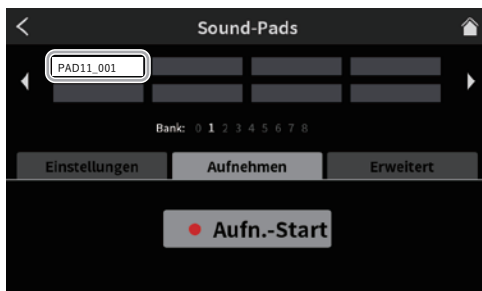 Sound-Pads
PAD11_001
Bank: 0 1 2 3 4 5 6 7 8
Einstellungen Aufnehmen Erweitert
Aufn.-Start